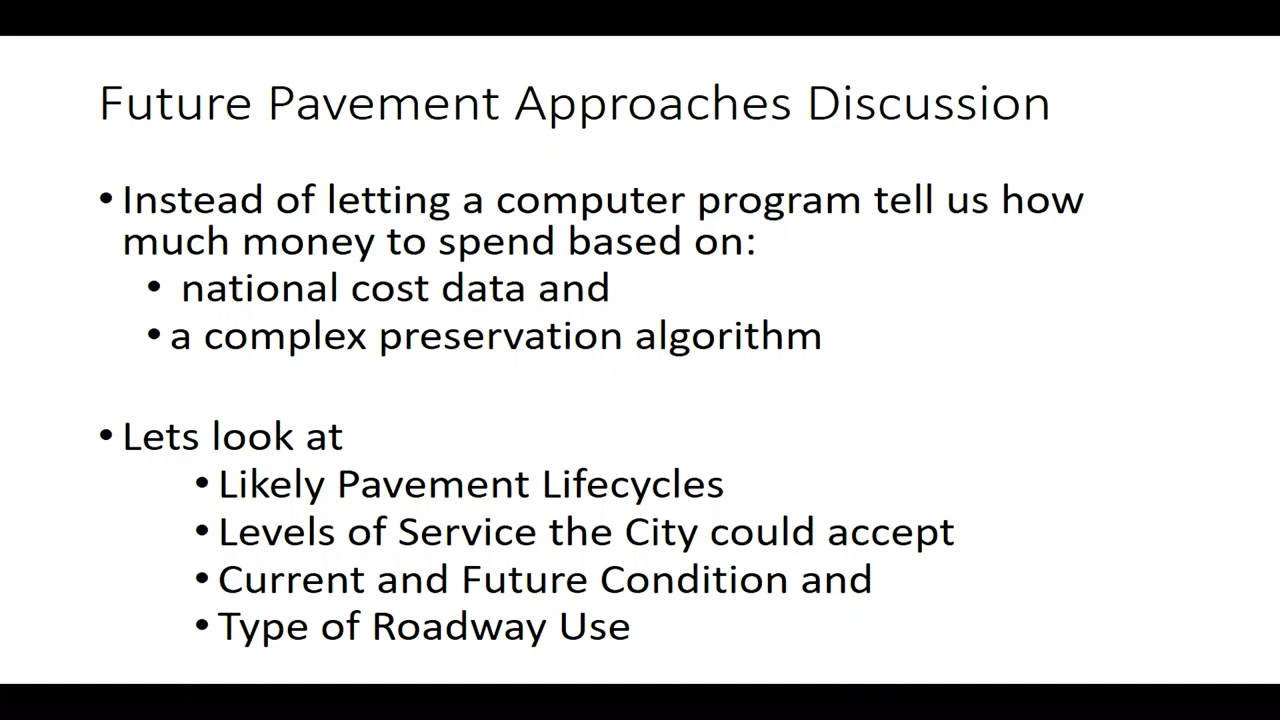 Future Pavement Approaches Discussion
• Instead of letting a computer program tell us how
much money to spend based on:
• national cost data and
• a complex preservation algorithm
• Lets look at
• Likely Pavement Lifecycles
• Levels of Service the City could accept
• Current and Future Condition and
• Type of Roadway Use